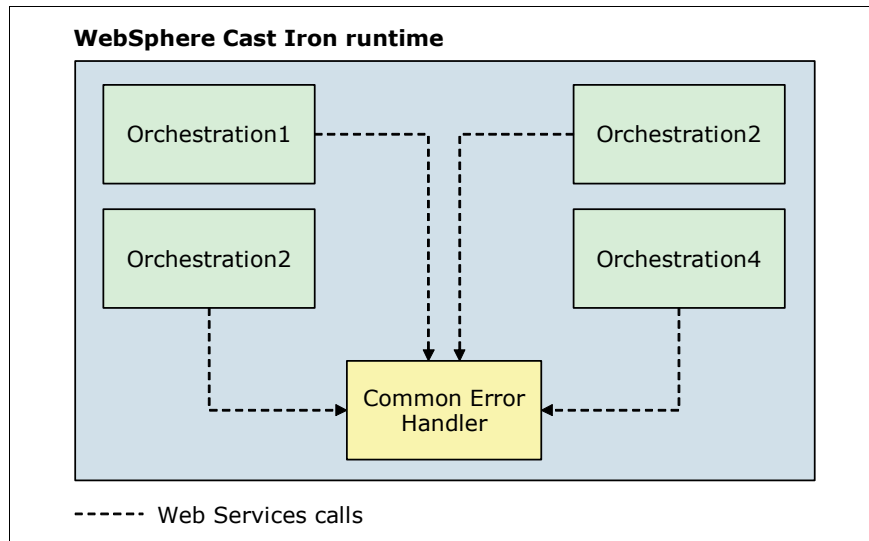 WebSphere Cast Iron runtime
Orchestration1
Orchestration2
Orchestration2
Orchestration4
Common Error
Handler
Web Services calls